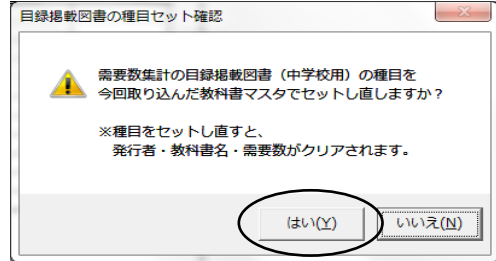 目録掲載図書の種目セット確認
需要数集計の目録掲載図書（中学校用）の種目を
今回取り込んだ教科書マスタでセットし直しますか？
※種目をセットし直すと、
発行者・教科書名・需要数がクリアされます。
はい(Y)
いいえ(N)